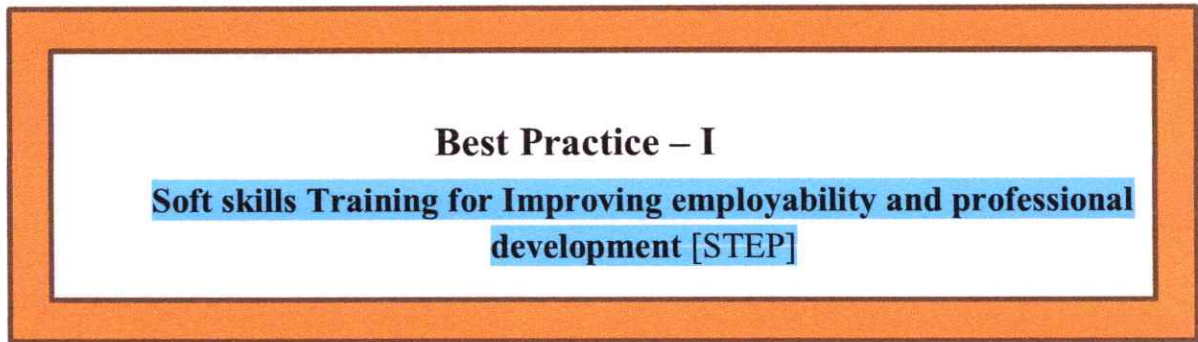 Best Practice – I
Soft skills Training for Improving employability and professional
development [STEP]